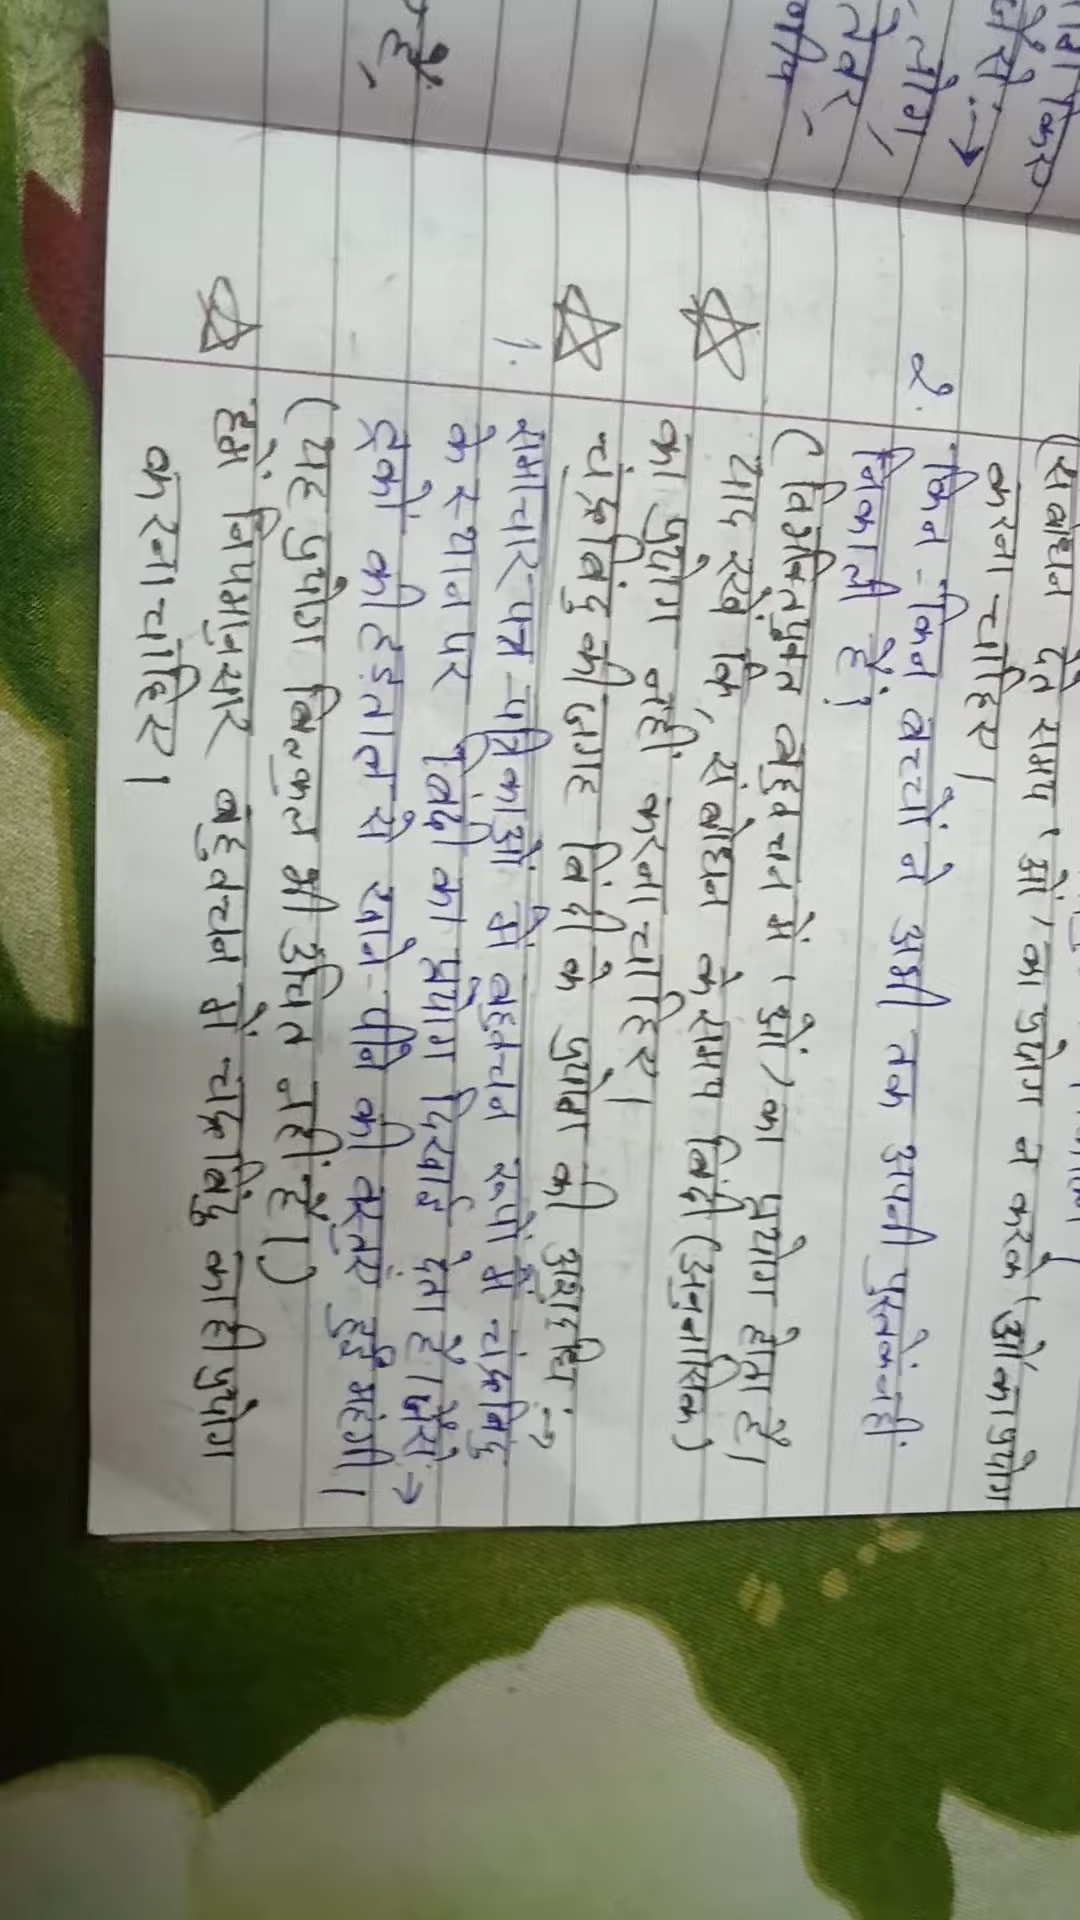 है,
(संबोधन देते समय 'ओ' का प्रयोग न करके 'ओं' का प्रयोग
करना चाहिए।
2. किन-किन बच्चों ने अभी तक अपनी पुस्तकें नहीं
निकाली हैं?
(विभक्तियुक्त बहुवचन में 'ओं' का प्रयोग होता है।
☆ याद रखें कि, संबोधन के समय बिंदी (अनुनासिक)
का प्रयोग नहीं करना चाहिए।
☆ चंद्रबिंदु की जगह बिंदी के प्रयोग की अशुद्धियां →
1. समाचार पत्र-पत्रिकाओं में बहुवचन रूपों में चंद्रबिंदु
के स्थान पर बिंदी का प्रयोग दिखाई देता है। जैसे →
ट्रकों की हड़ताल से खाने-पीने की वस्तुएं हुईं महंगी।
(यह प्रयोग बिल्कुल भी उचित नहीं है।)
☆ हमें नियमानुसार बहुवचन में चंद्रबिंदु का ही प्रयोग
करना चाहिए।